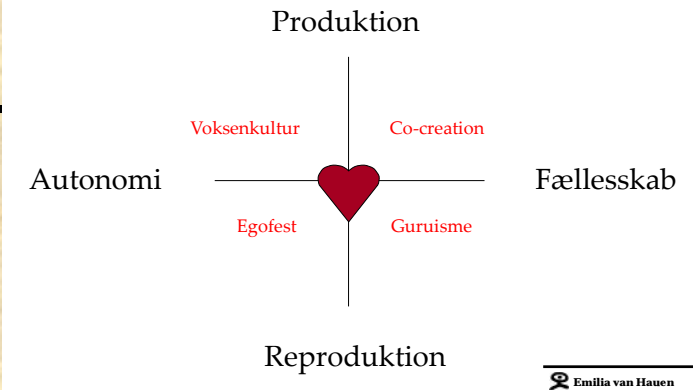 Produktion
Voksenkultur Co-creation
Autonomi Fællesskab
Egofest Guruisme
Reproduktion
Emilia van Hauen